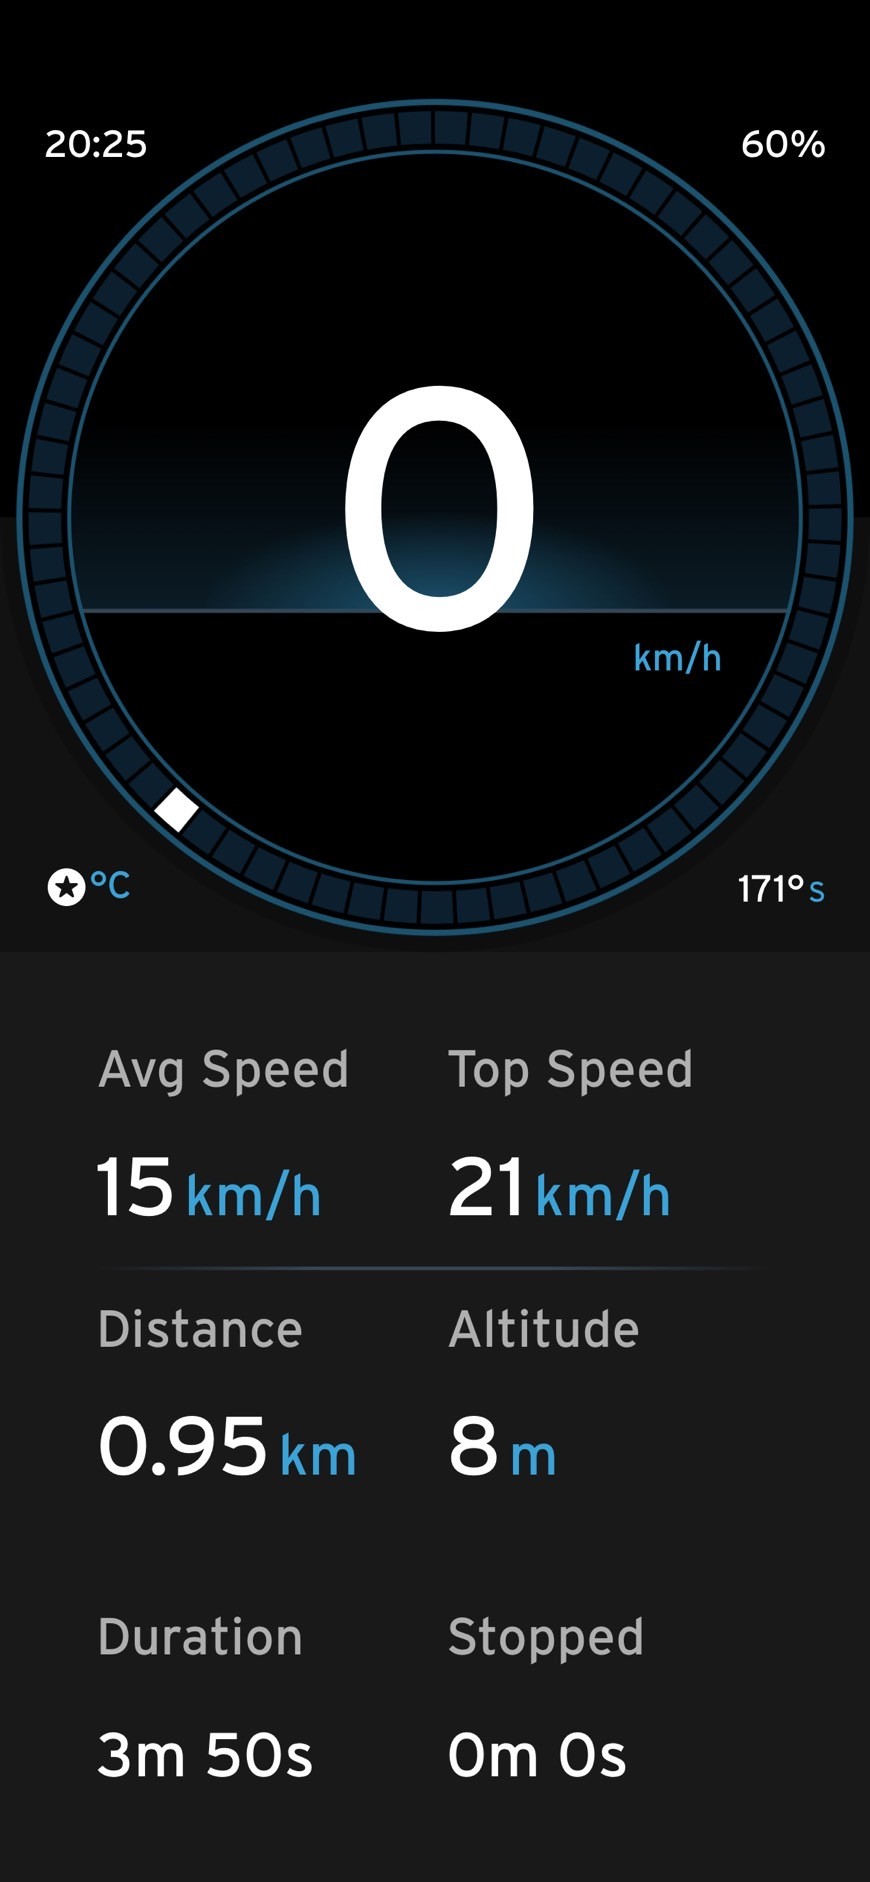 20:25 60%
0
km/h
°C 171° s
Avg Speed Top Speed
15 km/h 21 km/h
Distance Altitude
0.95 km 8 m
Duration Stopped
3m 50s 0m 0s